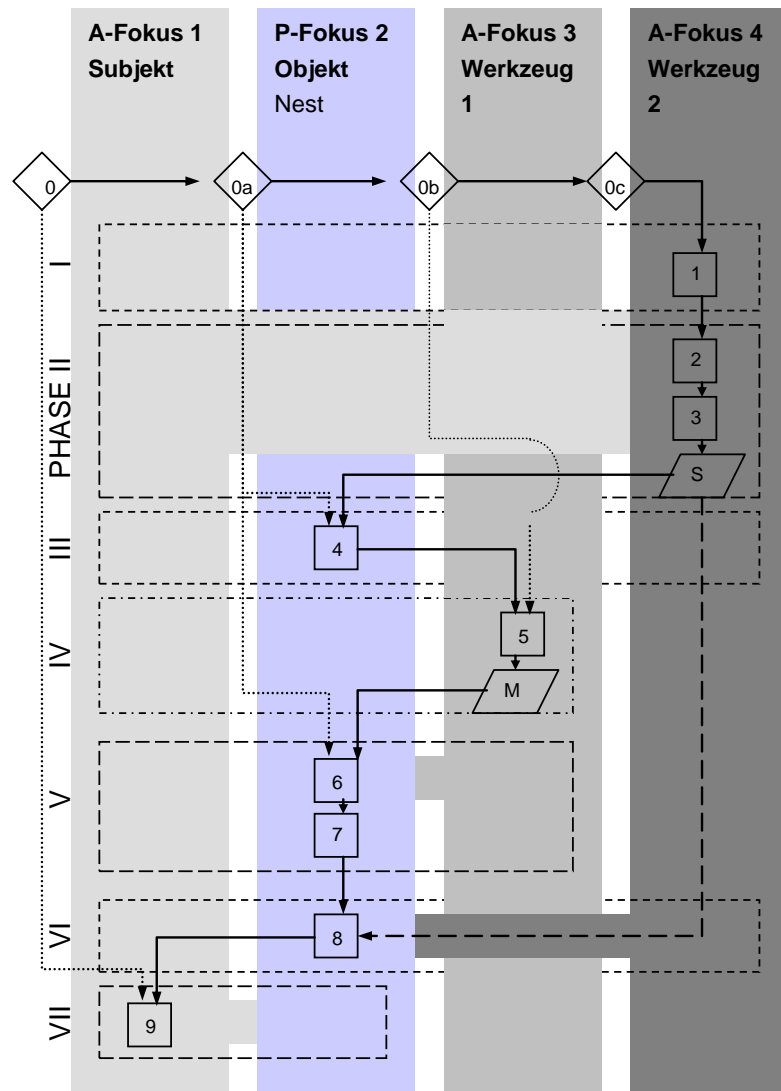 A-Fokus 1
Subjekt
P-Fokus 2
Objekt
Nest
A-Fokus 3
Werkzeug
1
A-Fokus 4
Werkzeug
2
0
0a
0b
0c
I
1
PHASE II
2
3
S
III
4
IV
5
M
V
6
7
VI
8
VII
9